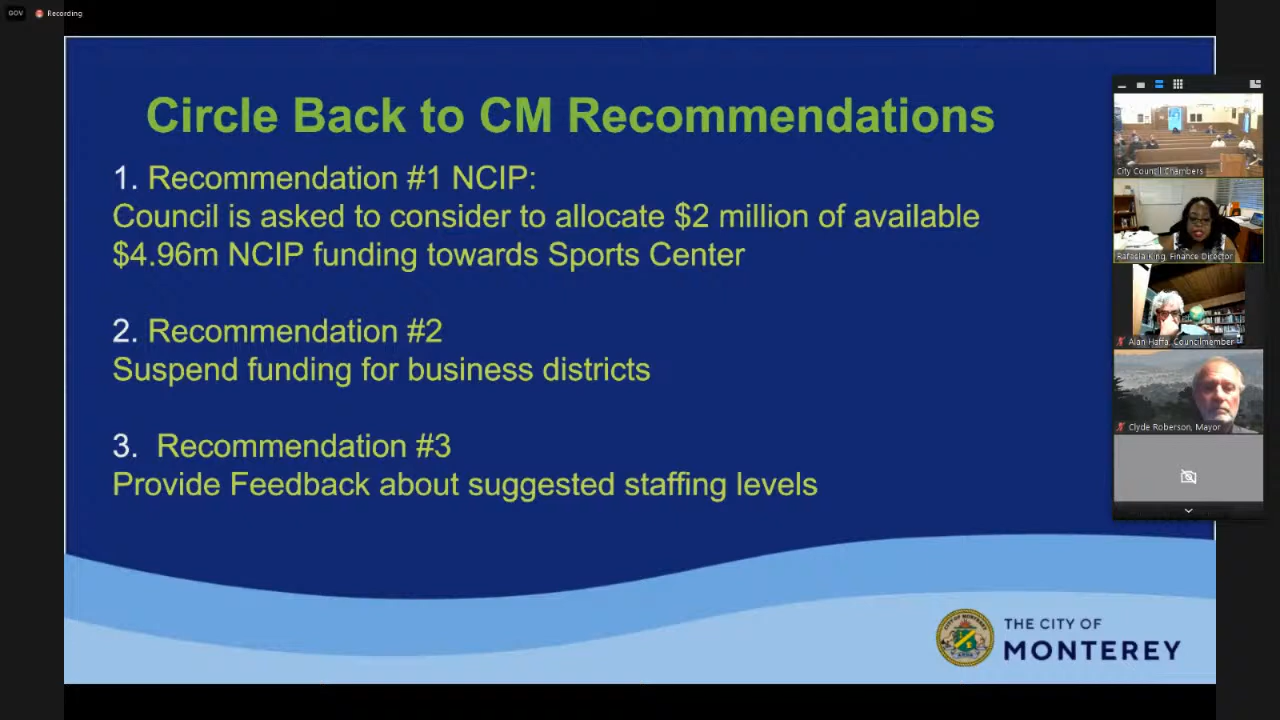 GOV
Recording
Circle Back to CM Recommendations
1. Recommendation #1 NCIP:
Council is asked to consider to allocate $2 million of available
$4.96m NCIP funding towards Sports Center
2. Recommendation #2
Suspend funding for business districts
3. Recommendation #3
Provide Feedback about suggested staffing levels
City Council Chambers
Rafaela King, Finance Director
Alan Haffa, Councilmember
Clyde Roberson, Mayor
THE CITY OF
MONTEREY